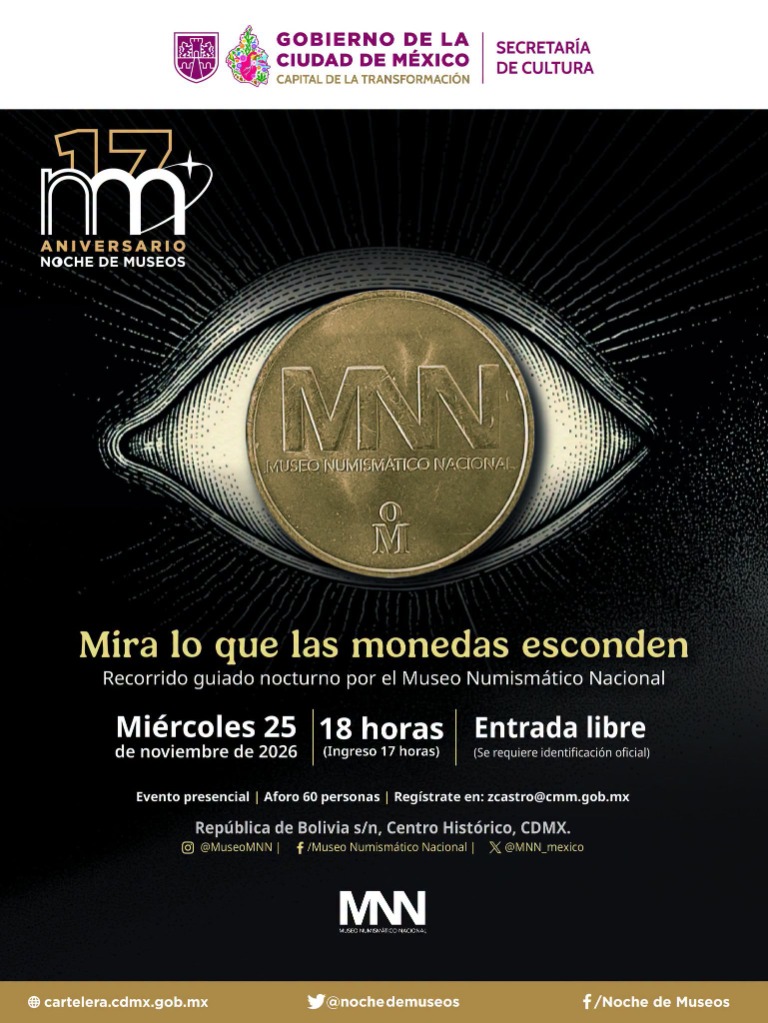 GOBIERNO DE LA
CIUDAD DE MÉXICO
CAPITAL DE LA TRANSFORMACIÓN
SECRETARÍA
DE CULTURA
17
nm
ANIVERSARIO
NOCHE DE MUSEOS
MNN
MUSEO NUMISMÁTICO NACIONAL
o
M
Mira lo que las monedas esconden
Recorrido guiado nocturno por el Museo Numismático Nacional
Miércoles 25
de noviembre de 2026
18 horas
(Ingreso 17 horas)
Entrada libre
(Se requiere identificación oficial)
Evento presencial | Aforo 60 personas | Regístrate en: zcastro@cmm.gob.mx
República de Bolivia s/n, Centro Histórico, CDMX.
@MuseoMNN | /Museo Numismático Nacional | @MNN_mexico
MNN
MUSEO NUMISMÁTICO NACIONAL
cartelera.cdmx.gob.mx @nochedemuseos /Noche de Museos